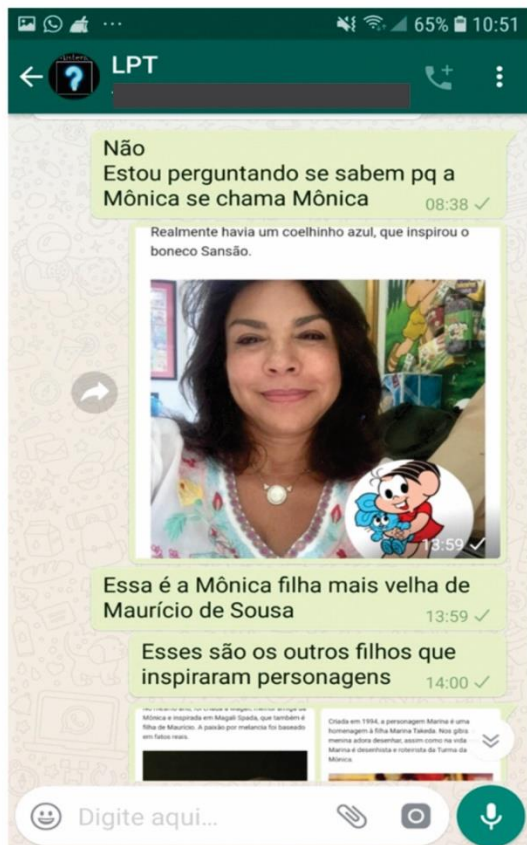 65% 10:51
LPT
Não
Estou perguntando se sabem pq a
Mônica se chama Mônica
08:38
Realmente havia um coelhinho azul, que inspirou o
boneco Sansão.
13:59
Essa é a Mônica filha mais velha de
Maurício de Sousa
13:59
Esses são os outros filhos que
inspiraram personagens
14:00
Mônica e inspirada em Magali Spada, que também é
filha de Mauricio. A paixão por melancia foi baseado
em fatos reais.
Criada em 1994, a personagem Marina é uma
homenagem à filha Marina Takeda. Nos gibis
menina adora desenhar, assim como na vida
Marina é desenhista e roteirista da Turma da
Mônica.
Digite aqui...